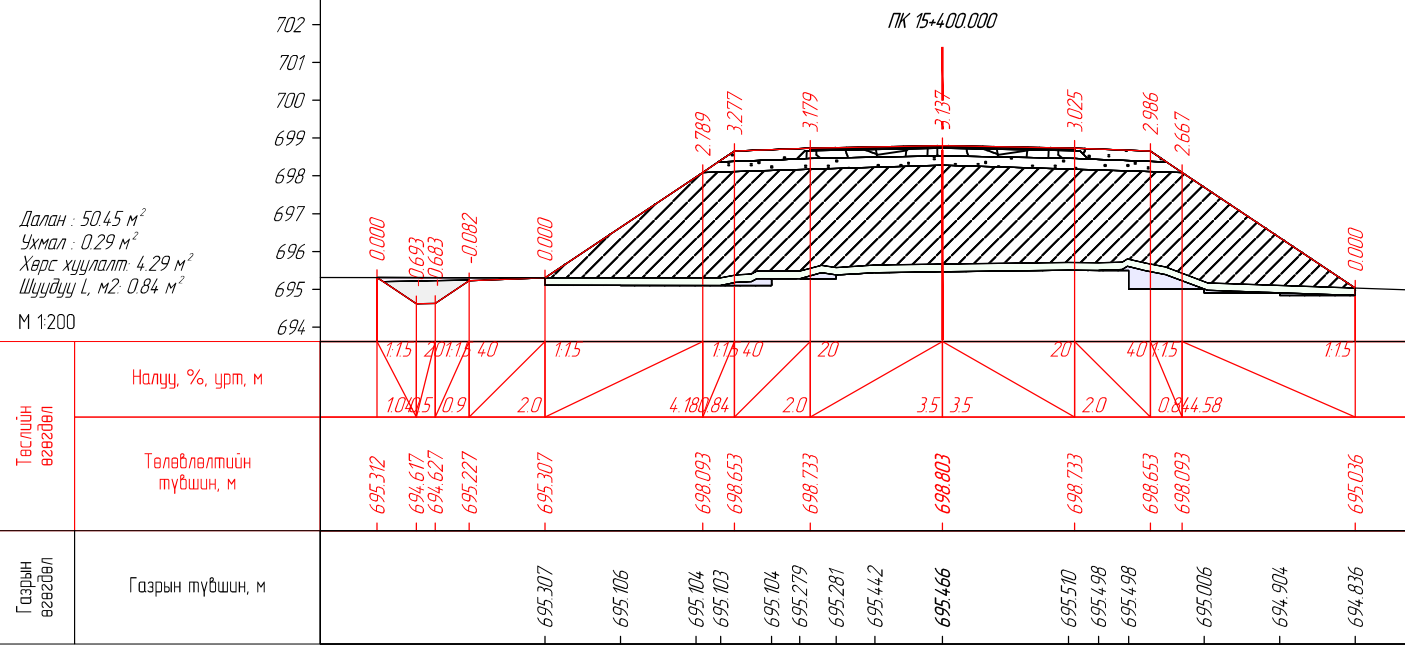 702
ПК 15+400.000
701
700
699
698
697
696
695
694
2.789
3.277
3.179
3.137
3.025
2.986
2.667
0.000
0.693
0.683
-0.082
0.000
0.000
Далан : 50.45 м²
Ухмал : 0.29 м²
Хөрс хуулалт: 4.29 м²
Шуудуу L, м2: 0.84 м²
М 1:200
Төслийн
өгөгдөл
Налуу, %, урт, м
1:1.5 20 1:1.5 40 1:1.5 1:1.5 40 20 20 40 1:1.5 1:1.5
1.04 0.5 0.9 2.0 4.18 0.84 2.0 3.5 3.5 2.0 0.84 4.58
Төлөвлөлтийн
түвшин, м
695.312 694.617 694.627 695.227 695.307 698.093 698.653 698.733 698.803 698.733 698.653 698.093 695.036
Газрын
өгөгдөл
Газрын түвшин, м
695.307 695.106 695.104 695.103 695.104 695.279 695.281 695.442 695.466 695.510 695.498 695.498 695.006 694.904 694.836